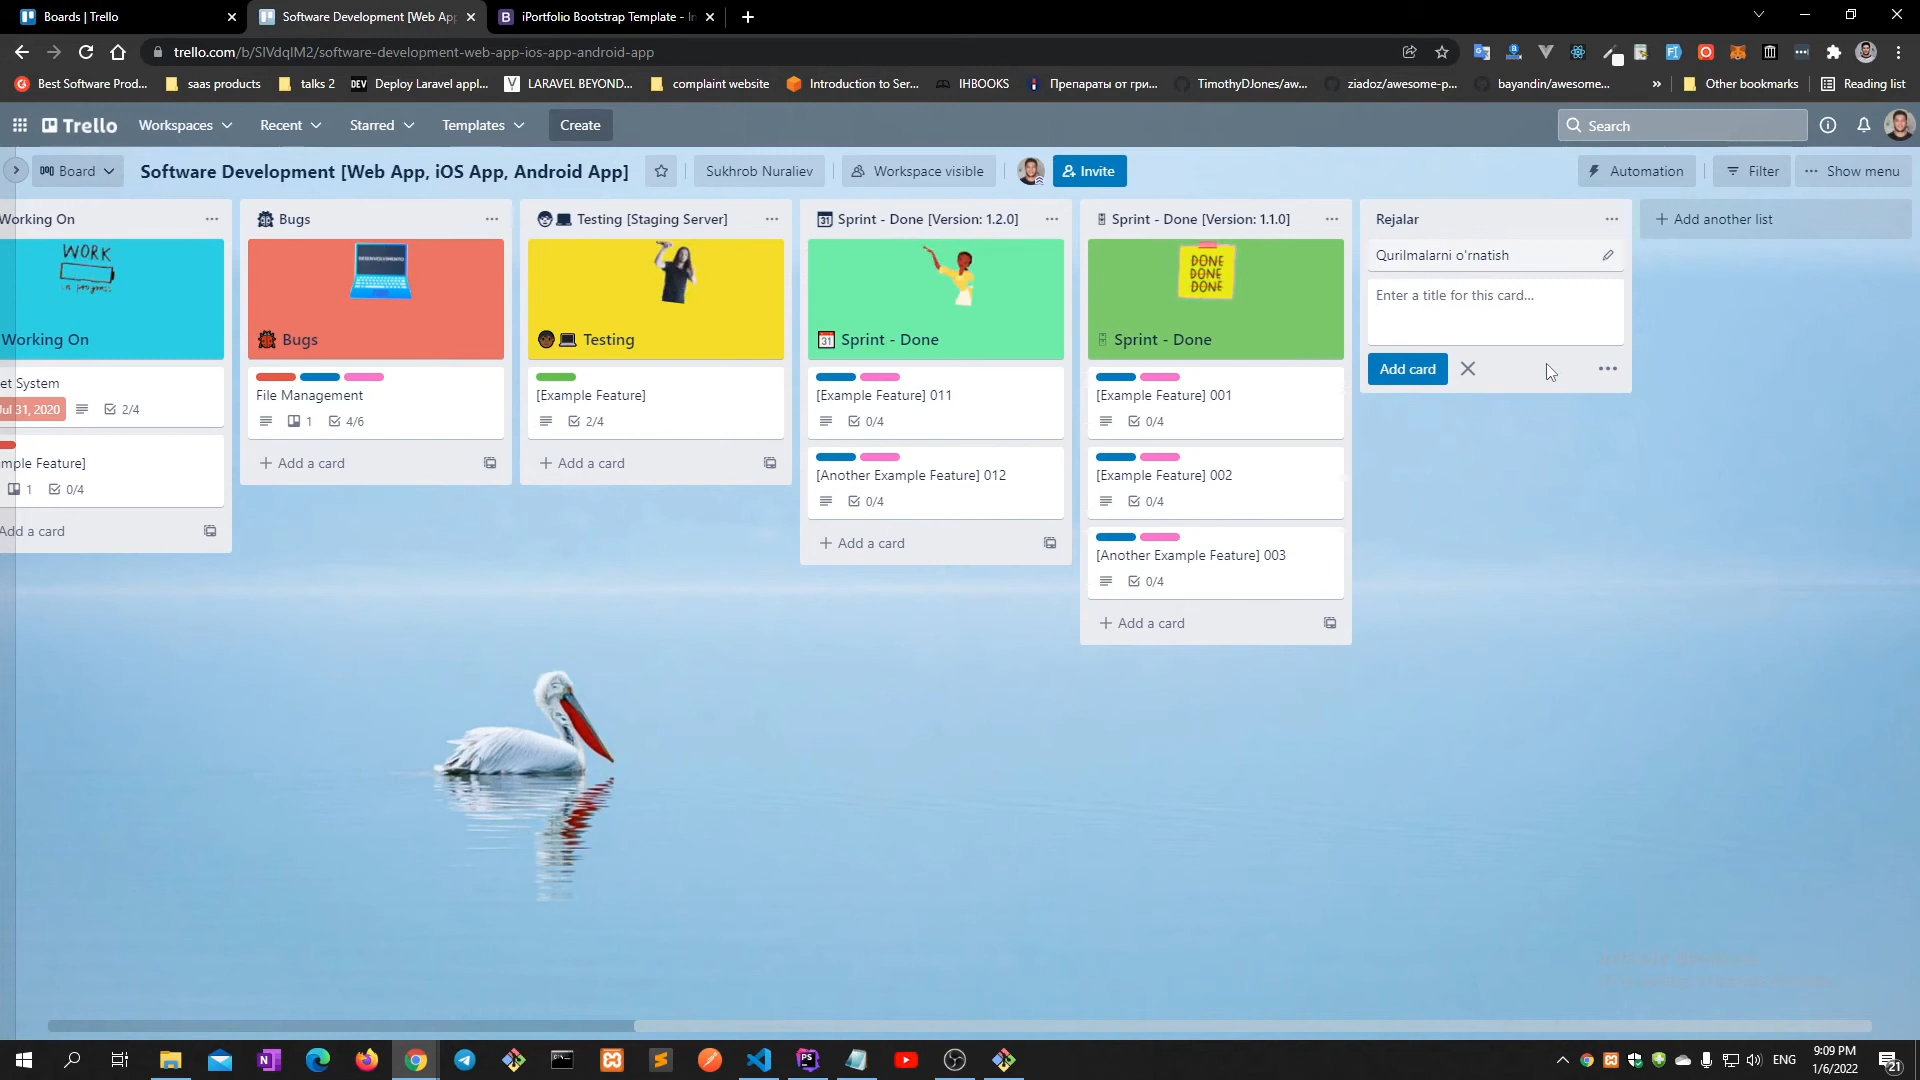 Boards | Trello
Software Development [Web App
iPortfolio Bootstrap Template - In
trello.com/b/SIVdqIM2/software-development-web-app-ios-app-android-app
Best Software Prod...
saas products
talks 2
DEV
Deploy Laravel appl...
LARAVEL BEYOND...
complaint website
Introduction to Ser...
IHBOOKS
Препараты от гри...
TimothyDJones/aw...
ziadoz/awesome-p...
bayandin/awesome...
»
Other bookmarks
Reading list
Trello
Workspaces
Recent
Starred
Templates
Create
Search
Board
Software Development [Web App, iOS App, Android App]
Sukhrob Nuraliev
Workspace visible
Invite
Automation
Filter
Show menu
Working On
WORK
in progress
Working On
et System
Jul 31, 2020
2/4
mple Feature]
1
0/4
Add a card
Bugs
DESENVOLVIMENTO
Bugs
File Management
1
4/6
+ Add a card
Testing [Staging Server]
Testing
[Example Feature]
2/4
+ Add a card
31
Sprint - Done [Version: 1.2.0]
31
Sprint - Done
[Example Feature] 011
0/4
[Another Example Feature] 012
0/4
+ Add a card
Sprint - Done [Version: 1.1.0]
DONE
DONE
DONE
Sprint - Done
[Example Feature] 001
0/4
[Example Feature] 002
0/4
[Another Example Feature] 003
0/4
+ Add a card
Rejalar
Qurilmalarni o'rnatish
Enter a title for this card...
Add card
+ Add another list
ENG
9:09 PM
1/6/2022
21